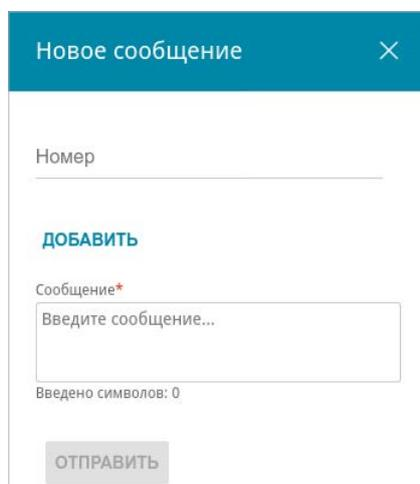 Новое сообщение
Номер
ДОБАВИТЬ
Сообщение*
Введите сообщение...
Введено символов: 0
ОТПРАВИТЬ